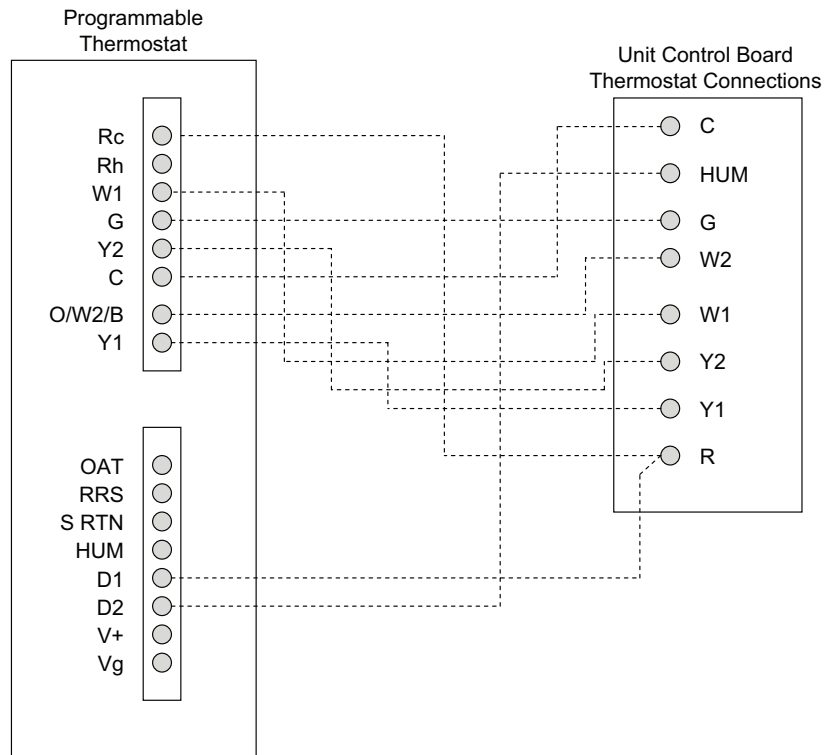 Programmable
Thermostat
Rc
Rh
W1
G
Y2
C
O/W2/B
Y1
OAT
RRS
S RTN
HUM
D1
D2
V+
Vg
Unit Control Board
Thermostat Connections
C
HUM
G
W2
W1
Y2
Y1
R